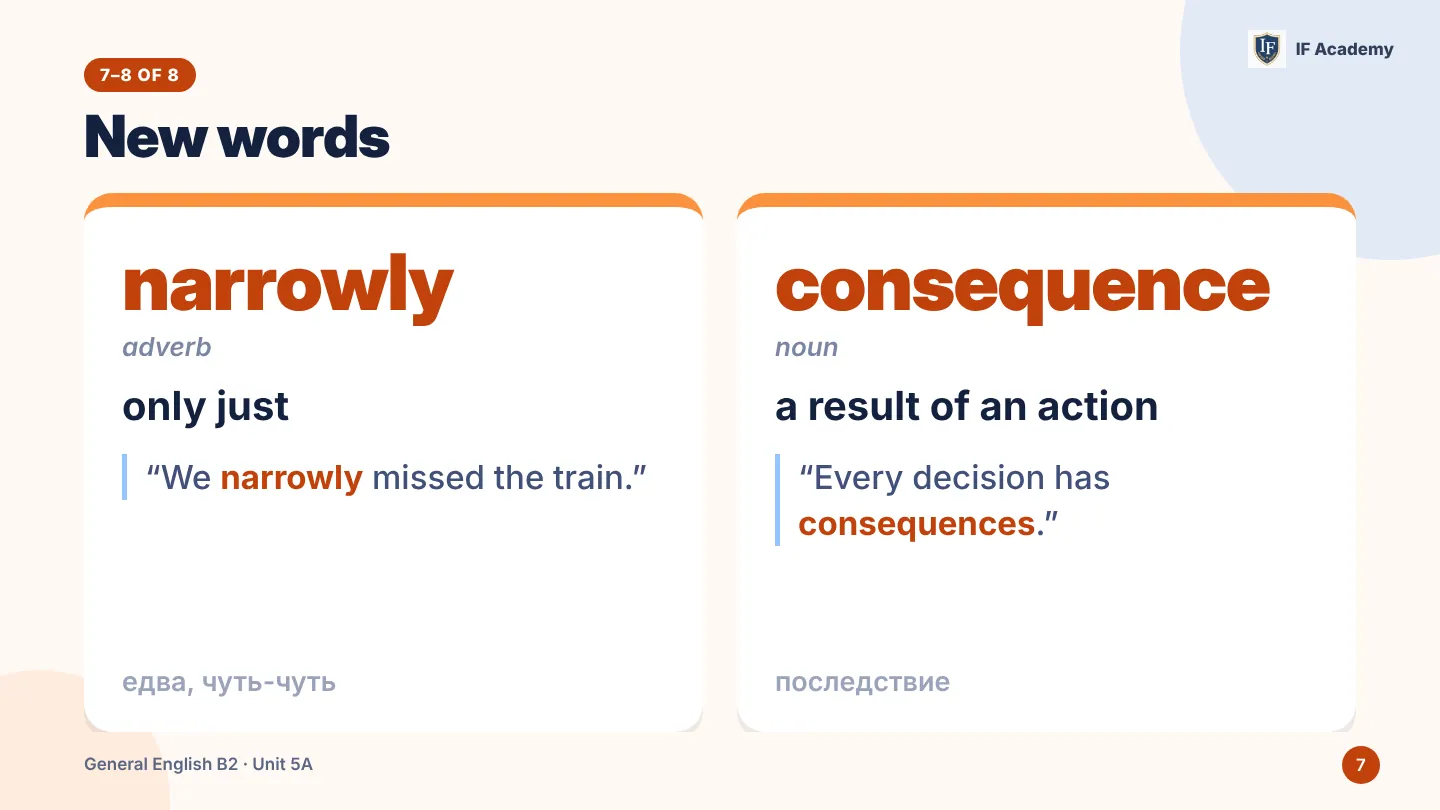 IF
IF Academy
7–8 OF 8
New words
narrowly
adverb
only just
“We narrowly missed the train.”
едва, чуть-чуть
consequence
noun
a result of an action
“Every decision has
consequences.”
последствие
General English B2 · Unit 5A
7